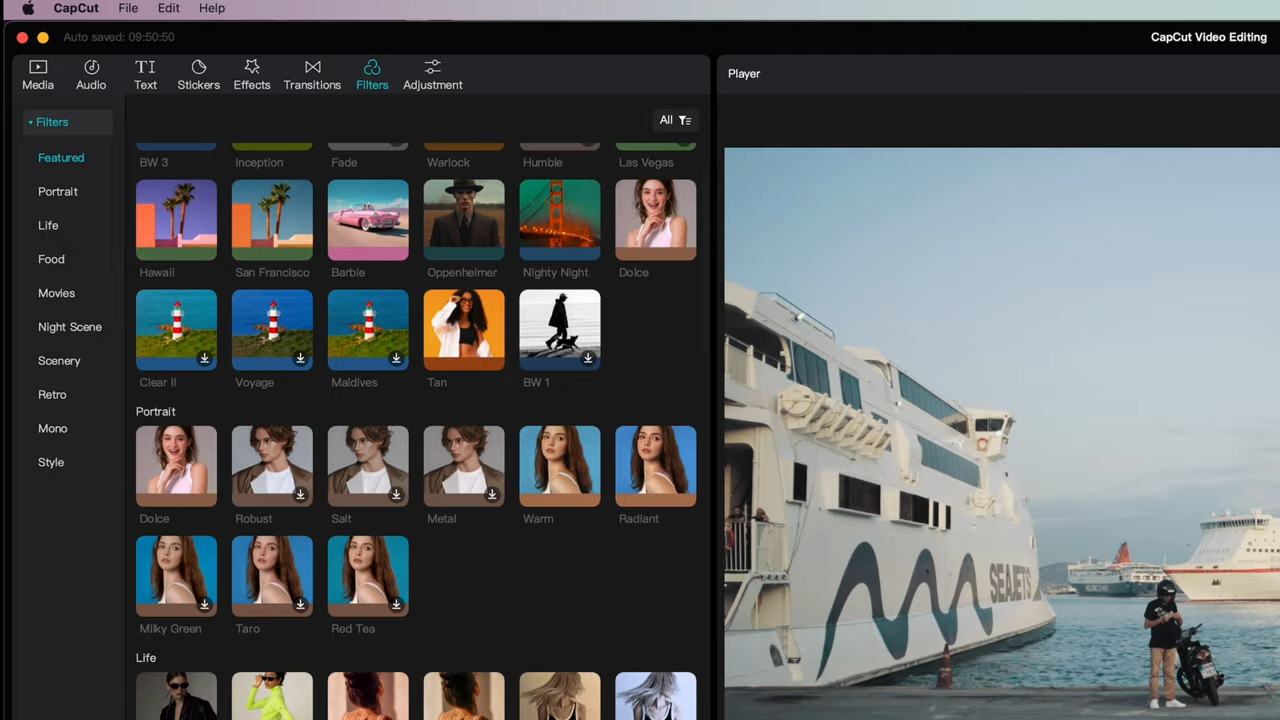 CapCut File Edit Help
Auto saved: 09:50:50
CapCut Video Editing
Media Audio Text Stickers Effects Transitions Filters Adjustment
Player
Filters
All
Featured
Portrait
Life
Food
Movies
Night Scene
Scenery
Retro
Mono
Style
BW 3 Inception Fade Warlock Humble Las Vegas
Hawaii San Francisco Barbie Oppenheimer Nighty Night Dolce
Clear II Voyage Maldives Tan BW 1
Portrait
Dolce Robust Salt Metal Warm Radiant
Milky Green Taro Red Tea
Life
SEAJETS